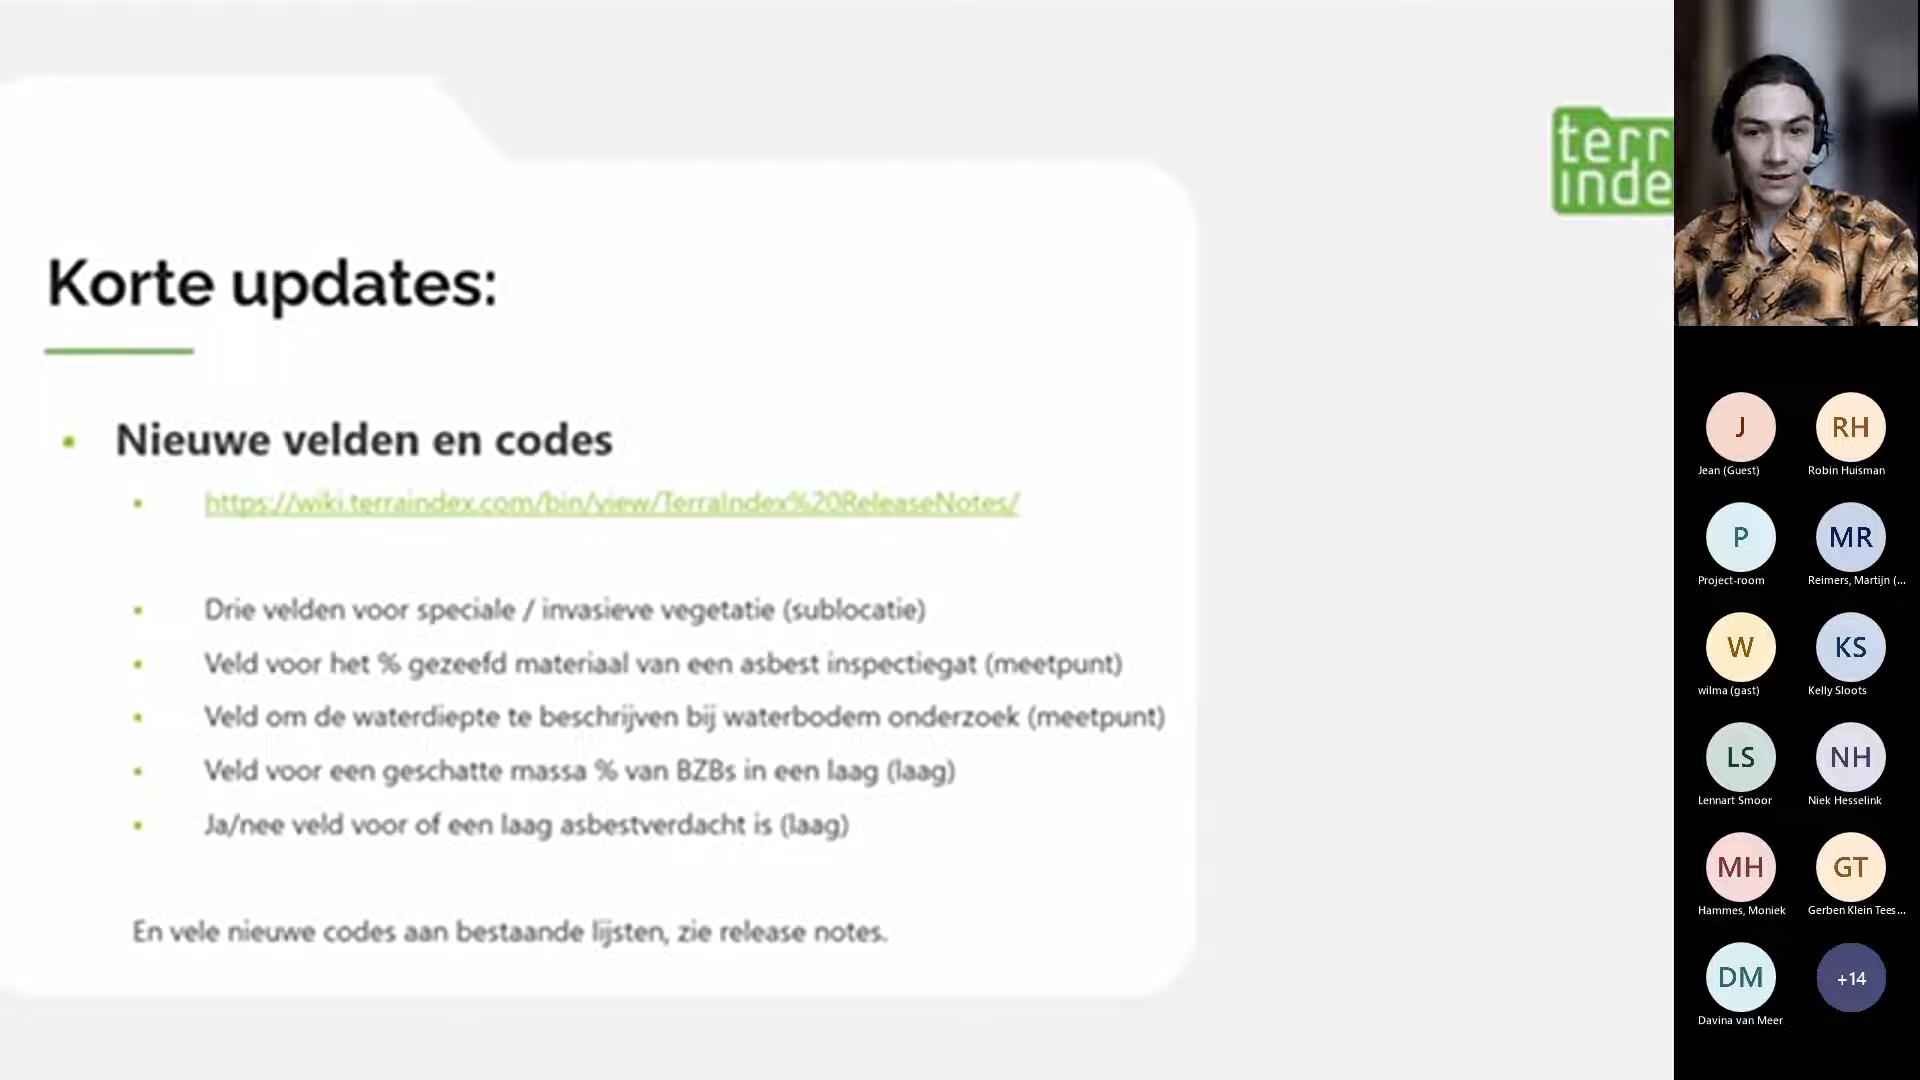 terr
inde
Korte updates:
Nieuwe velden en codes
https://wiki.terraindex.com/bin/view/TerraIndex%20ReleaseNotes/
Drie velden voor speciale / invasieve vegetatie (sublocatie)
Veld voor het % gezeefd materiaal van een asbest inspectiegat (meetpunt)
Veld om de waterdiepte te beschrijven bij waterbodem onderzoek (meetpunt)
Veld voor een geschatte massa % van BZBs in een laag (laag)
Ja/nee veld voor of een laag asbestverdacht is (laag)
En vele nieuwe codes aan bestaande lijsten, zie release notes.
J RH
Jean (Guest) Robin Huisman
P MR
Project-room Reimers, Martijn (...
W KS
wilma (gast) Kelly Sloots
LS NH
Lennart Smoor Niek Hesselink
MH GT
Hammes, Moniek Gerben Klein Tees...
DM +14
Davina van Meer